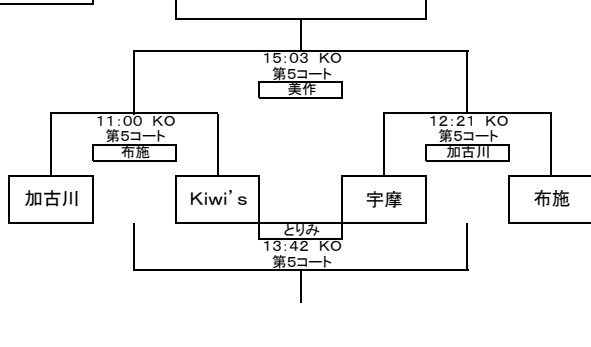 15:03 KO
第5コート
美作
11:00 KO
第5コート
布施
12:21 KO
第5コート
加古川
加古川
Kiwi's
宇摩
布施
とりみ
13:42 KO
第5コート